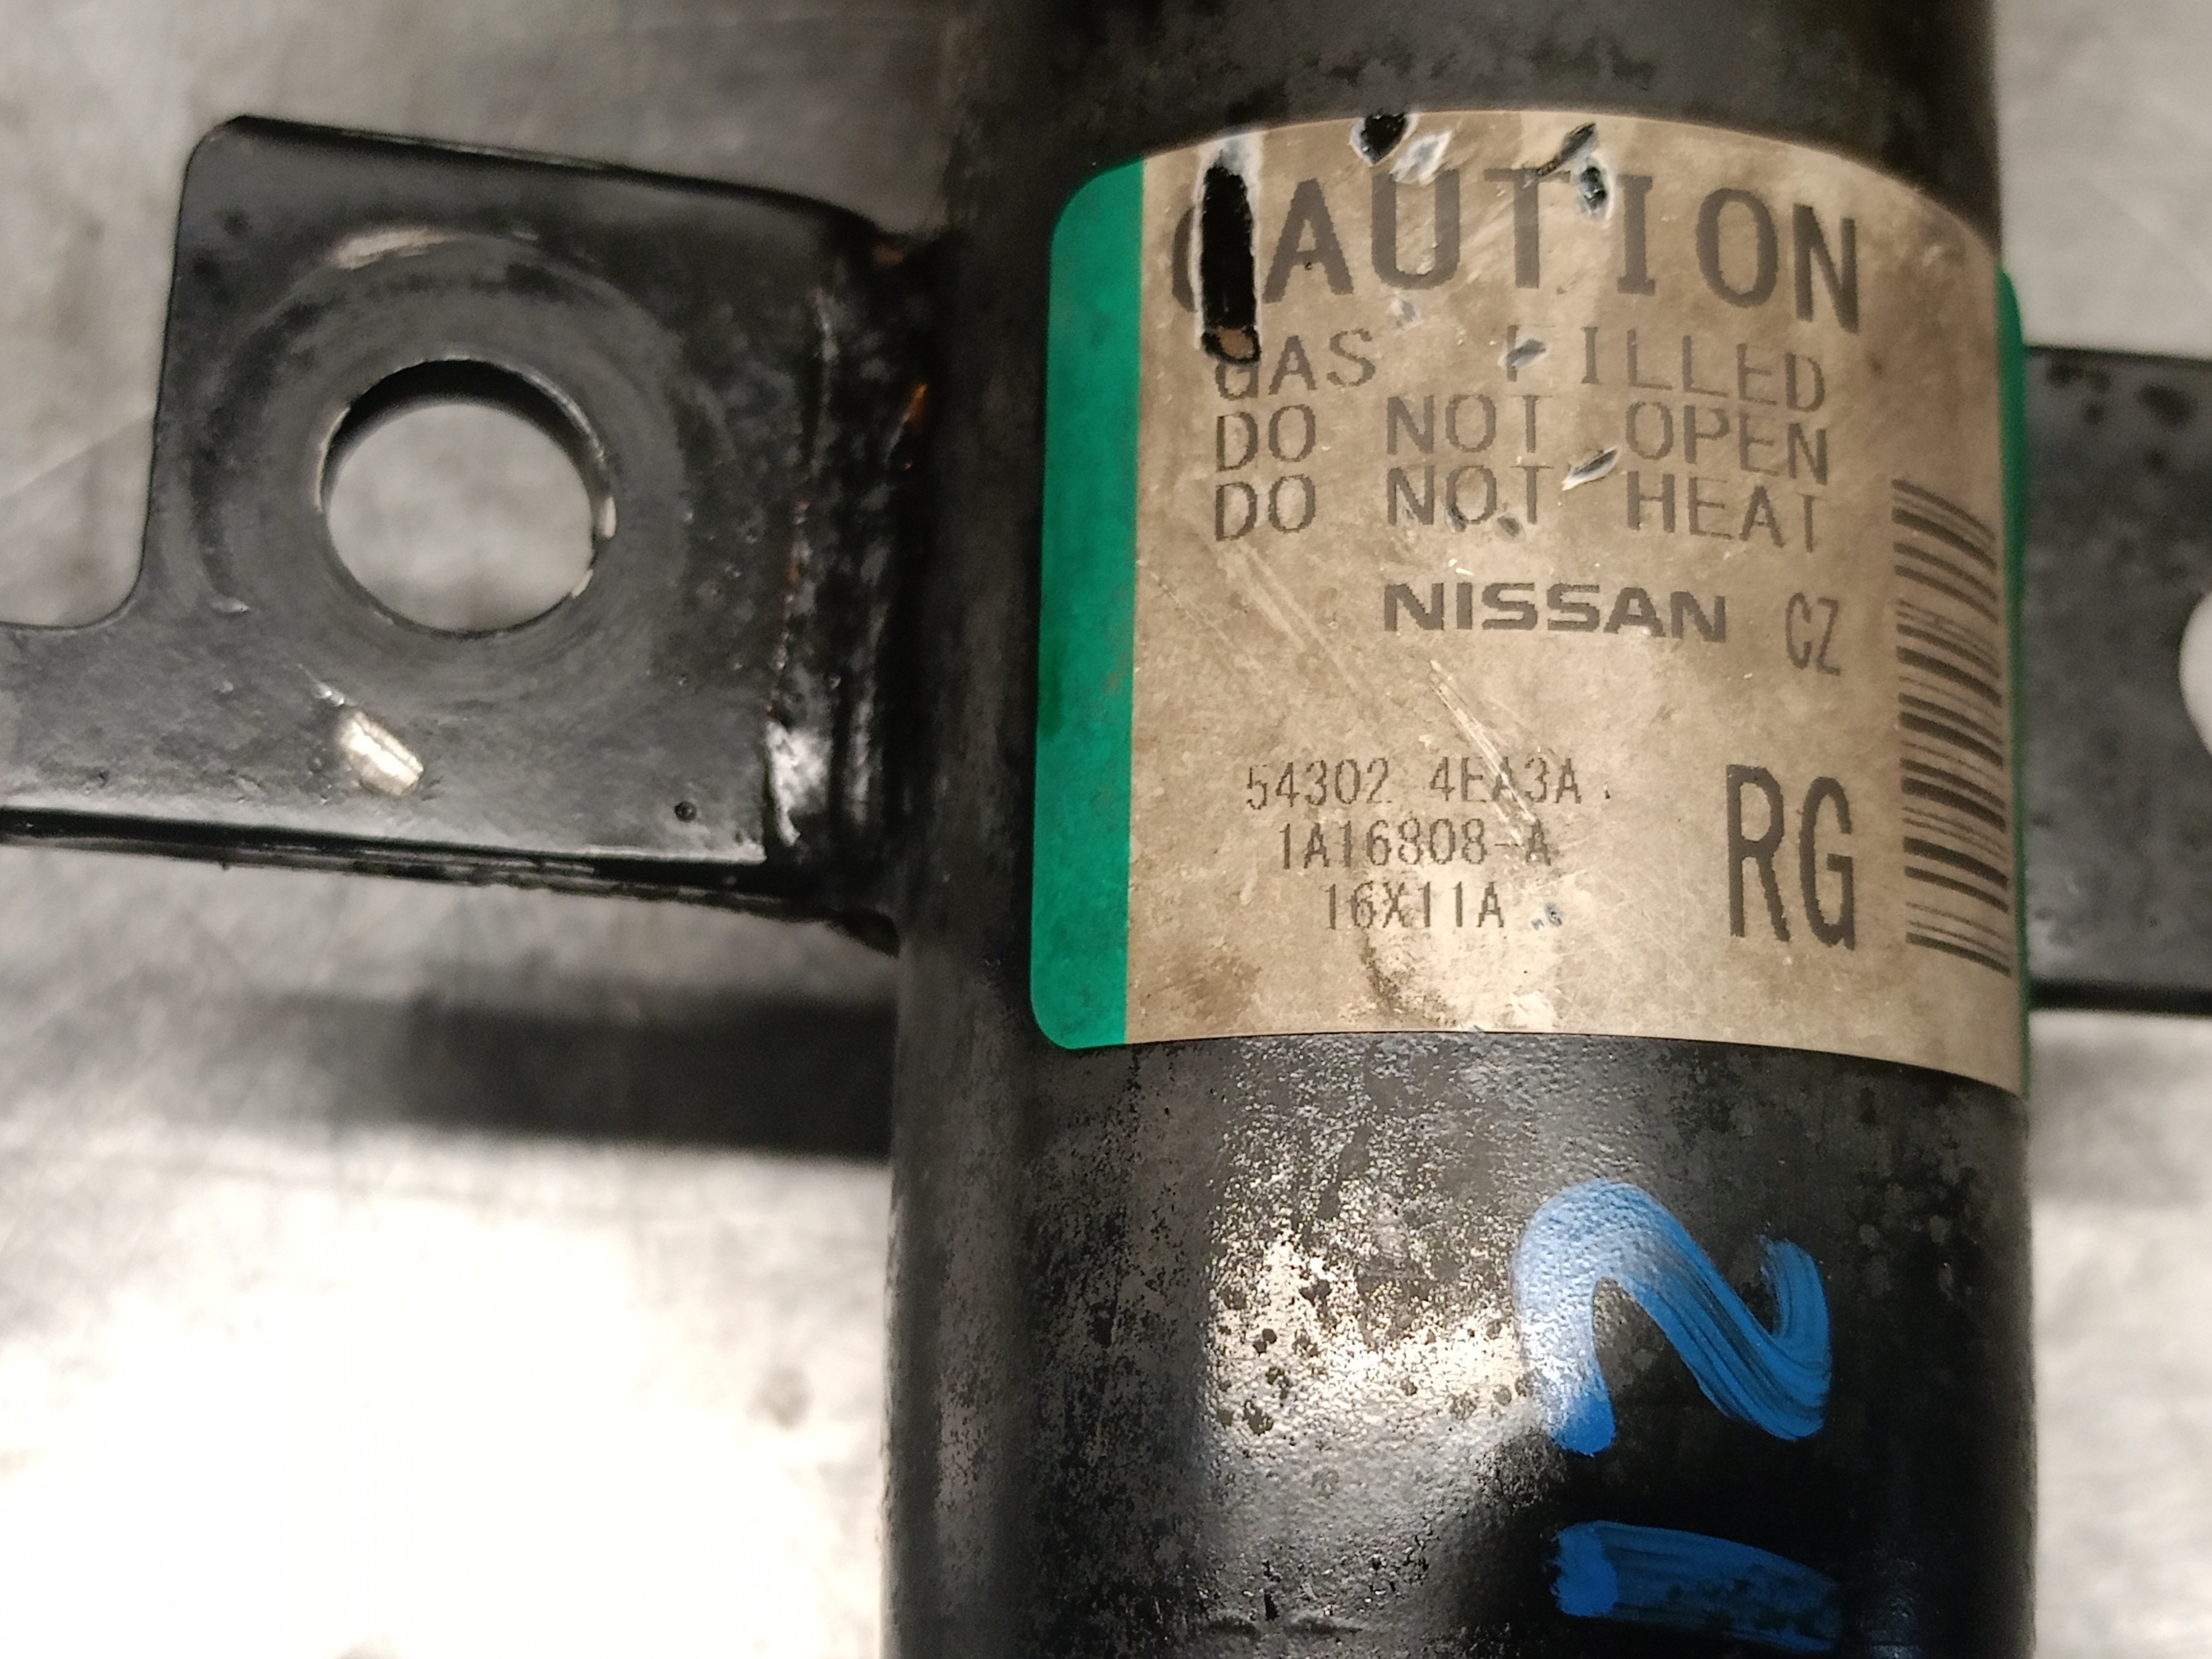 CAUTION
GAS FILLED
DO NOT OPEN
DO NOT HEAT
NISSAN CZ
54302 4EA3A
1A16808-A
16X11A
RG